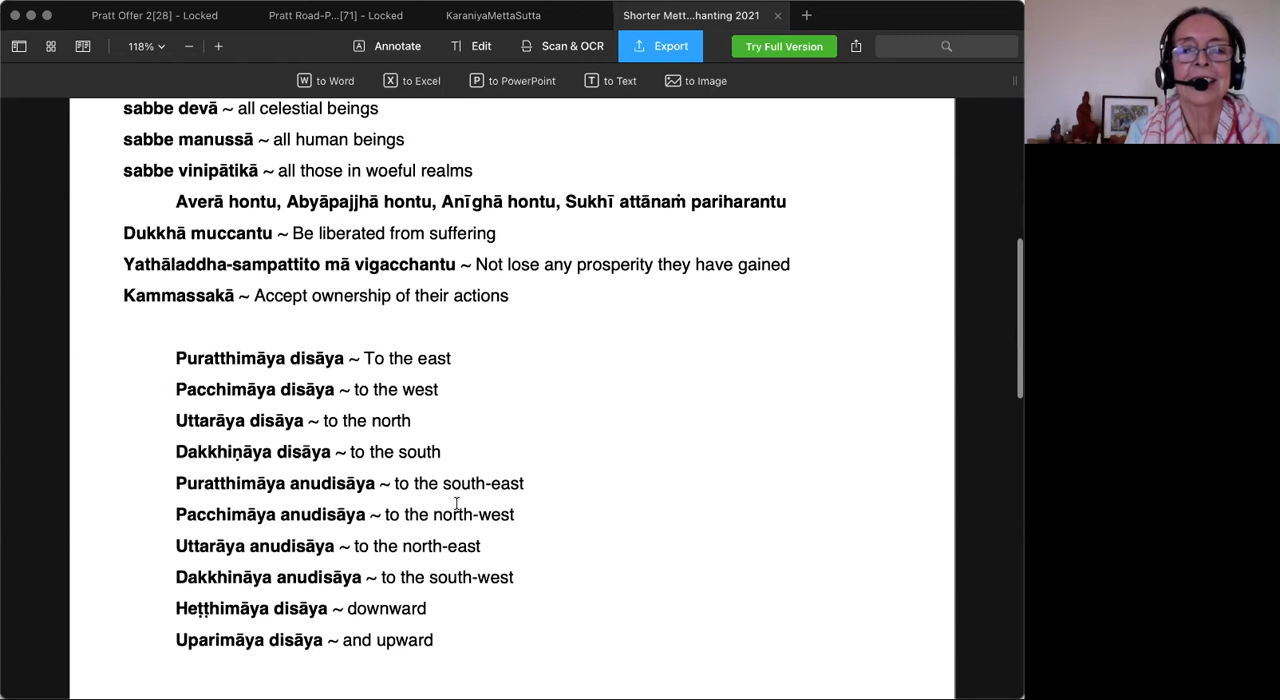 Pratt Offer 2[28] — Locked
Pratt Road-P...[71] — Locked
KaraniyaMettaSutta
Shorter Mett...hanting 2021
118%
Annotate
Edit
Scan & OCR
Export
Try Full Version
to Word
to Excel
to PowerPoint
to Text
to Image
sabbe devā ~ all celestial beings
sabbe manussā ~ all human beings
sabbe vinipātikā ~ all those in woeful realms
Averā hontu, Abyāpajjhā hontu, Anīghā hontu, Sukhī attānaṁ pariharantu
Dukkhā muccantu ~ Be liberated from suffering
Yathāladdha-sampattito mā vigacchantu ~ Not lose any prosperity they have gained
Kammassakā ~ Accept ownership of their actions
Puratthimāya disāya ~ To the east
Pacchimāya disāya ~ to the west
Uttarāya disāya ~ to the north
Dakkhiṇāya disāya ~ to the south
Puratthimāya anudisāya ~ to the south-east
Pacchimāya anudisāya ~ to the north-west
Uttarāya anudisāya ~ to the north-east
Dakkhināya anudisāya ~ to the south-west
Heṭṭhimāya disāya ~ downward
Uparimāya disāya ~ and upward